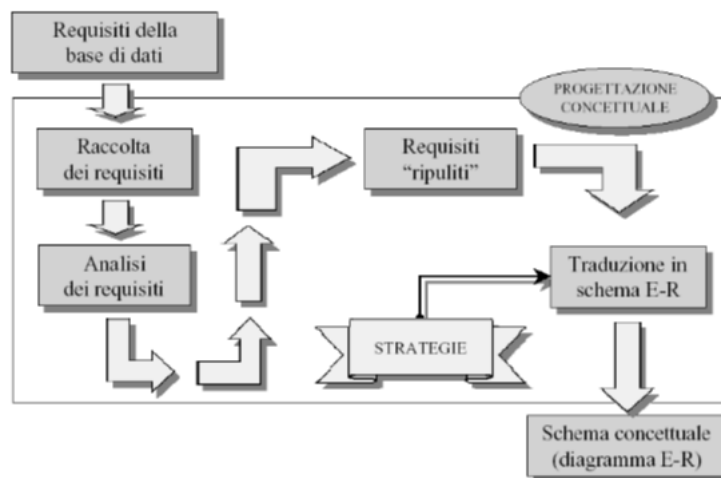 Requisiti della
base di dati
PROGETTAZIONE
CONCETTUALE
Raccolta
dei requisiti
Requisiti
“ripuliti”
Analisi
dei requisiti
Traduzione in
schema E-R
STRATEGIE
Schema concettuale
(diagramma E-R)